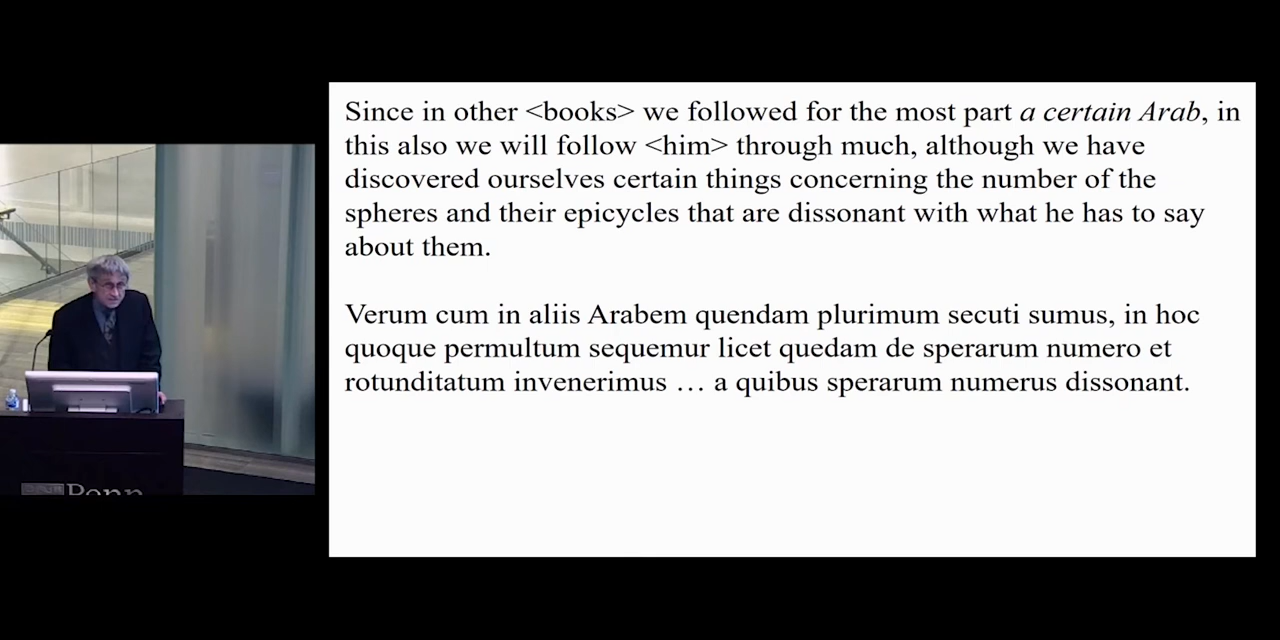 Since in other <books> we followed for the most part a certain Arab, in
this also we will follow <him> through much, although we have
discovered ourselves certain things concerning the number of the
spheres and their epicycles that are dissonant with what he has to say
about them.
Verum cum in aliis Arabem quendam plurimum secuti sumus, in hoc
quoque permultum sequemur licet quedam de sperarum numero et
rotunditatum invenerimus … a quibus sperarum numerus dissonant.
Penn